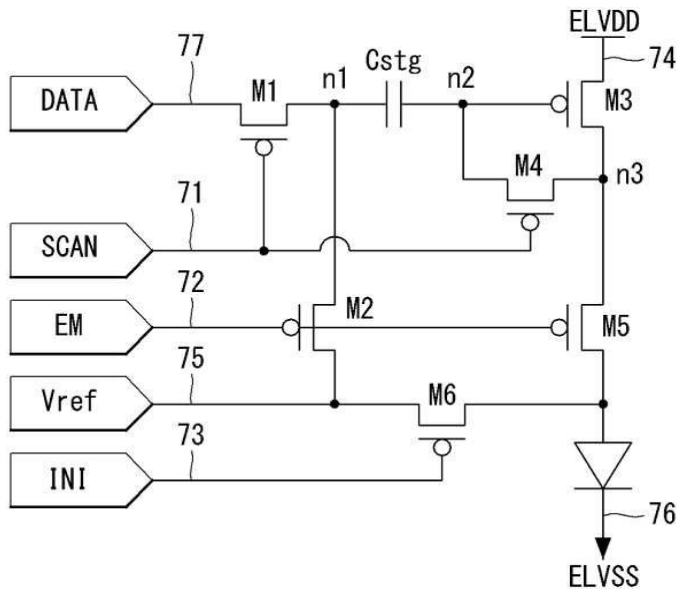 ELVDD
77 Cstg 74
DATA M1 n1 n2 M3
71 M4 n3
SCAN
72
EM M2 M5
75
Vref M6
73
INI
76
ELVSS